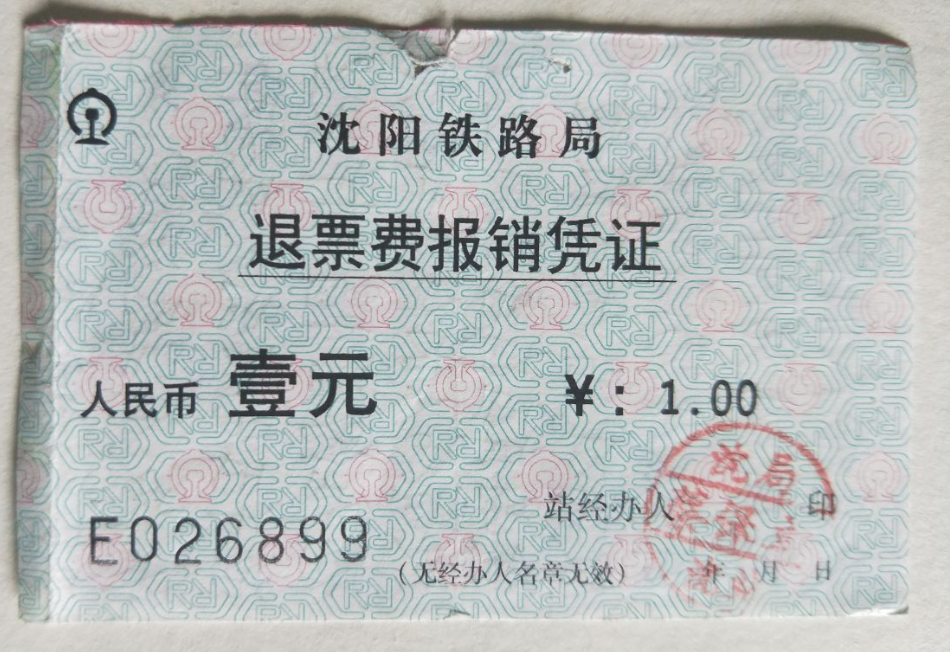 沈阳铁路局
退票费报销凭证
人民币 壹元 ¥: 1.00
站经办人 印
E026899
(无经办人名章无效) 年 月 日